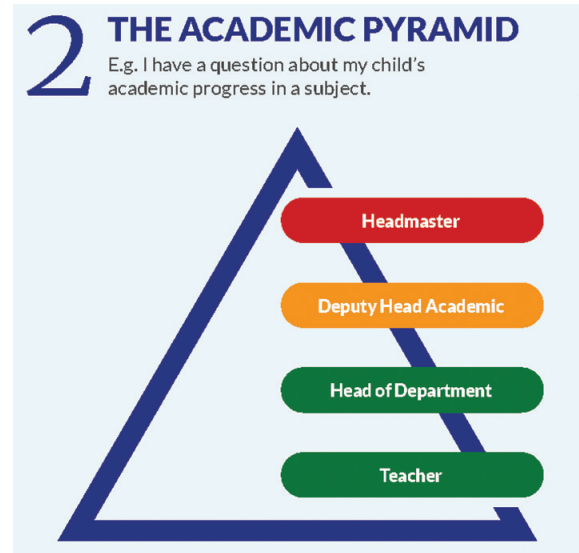 2
THE ACADEMIC PYRAMID
E.g. I have a question about my child's
academic progress in a subject.
Headmaster
Deputy Head Academic
Head of Department
Teacher